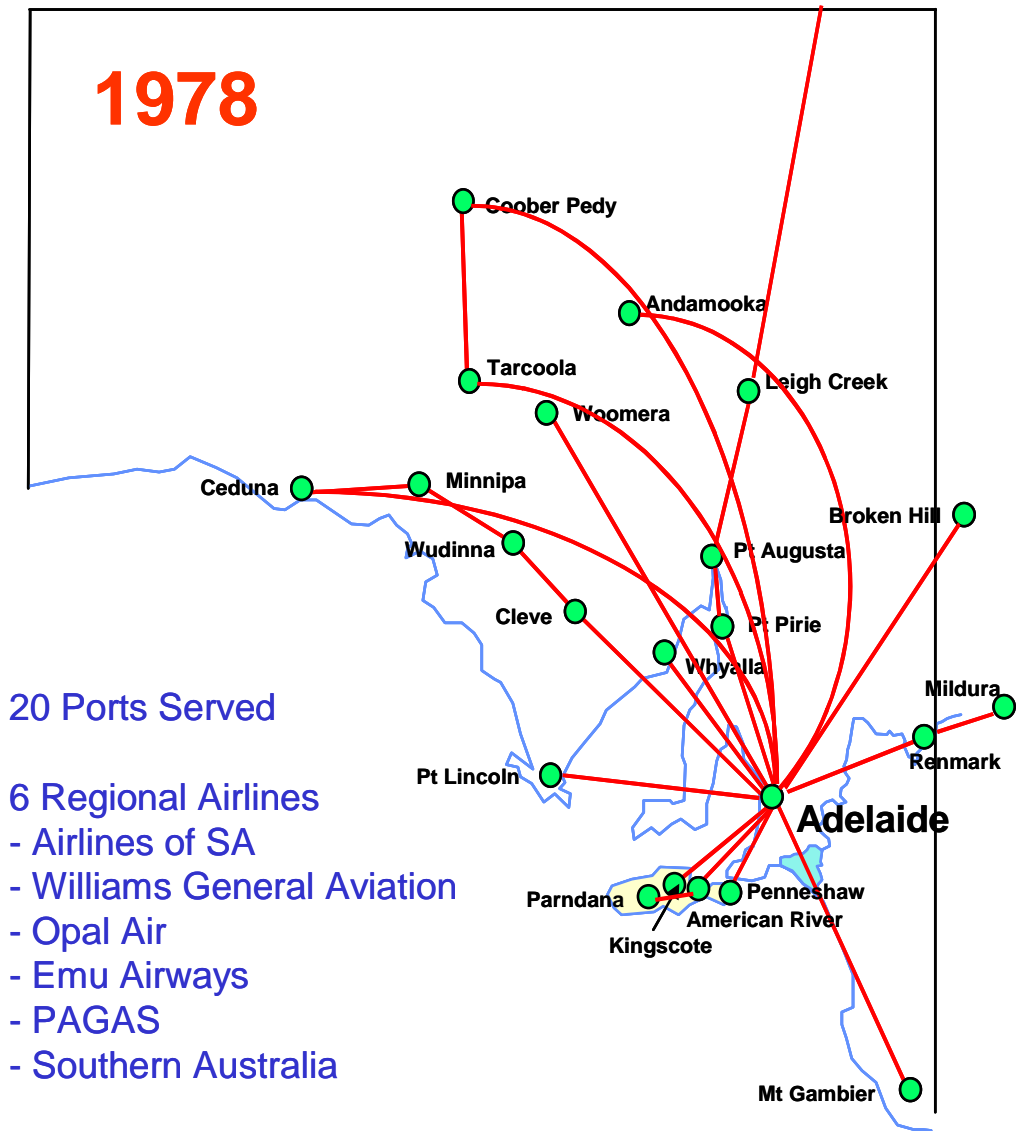 1978
Coober Pedy
Andamooka
Tarcoola
Leigh Creek
Woomera
Minnipa
Ceduna
Broken Hill
Wudinna
Pt Augusta
Cleve
Pt Pirie
Whyalla
Mildura
20 Ports Served
Renmark
Pt Lincoln
6 Regional Airlines
Adelaide
- Airlines of SA
- Williams General Aviation
Penneshaw
Parndana
American River
- Opal Air
Kingscote
- Emu Airways
- PAGAS
- Southern Australia
Mt Gambier